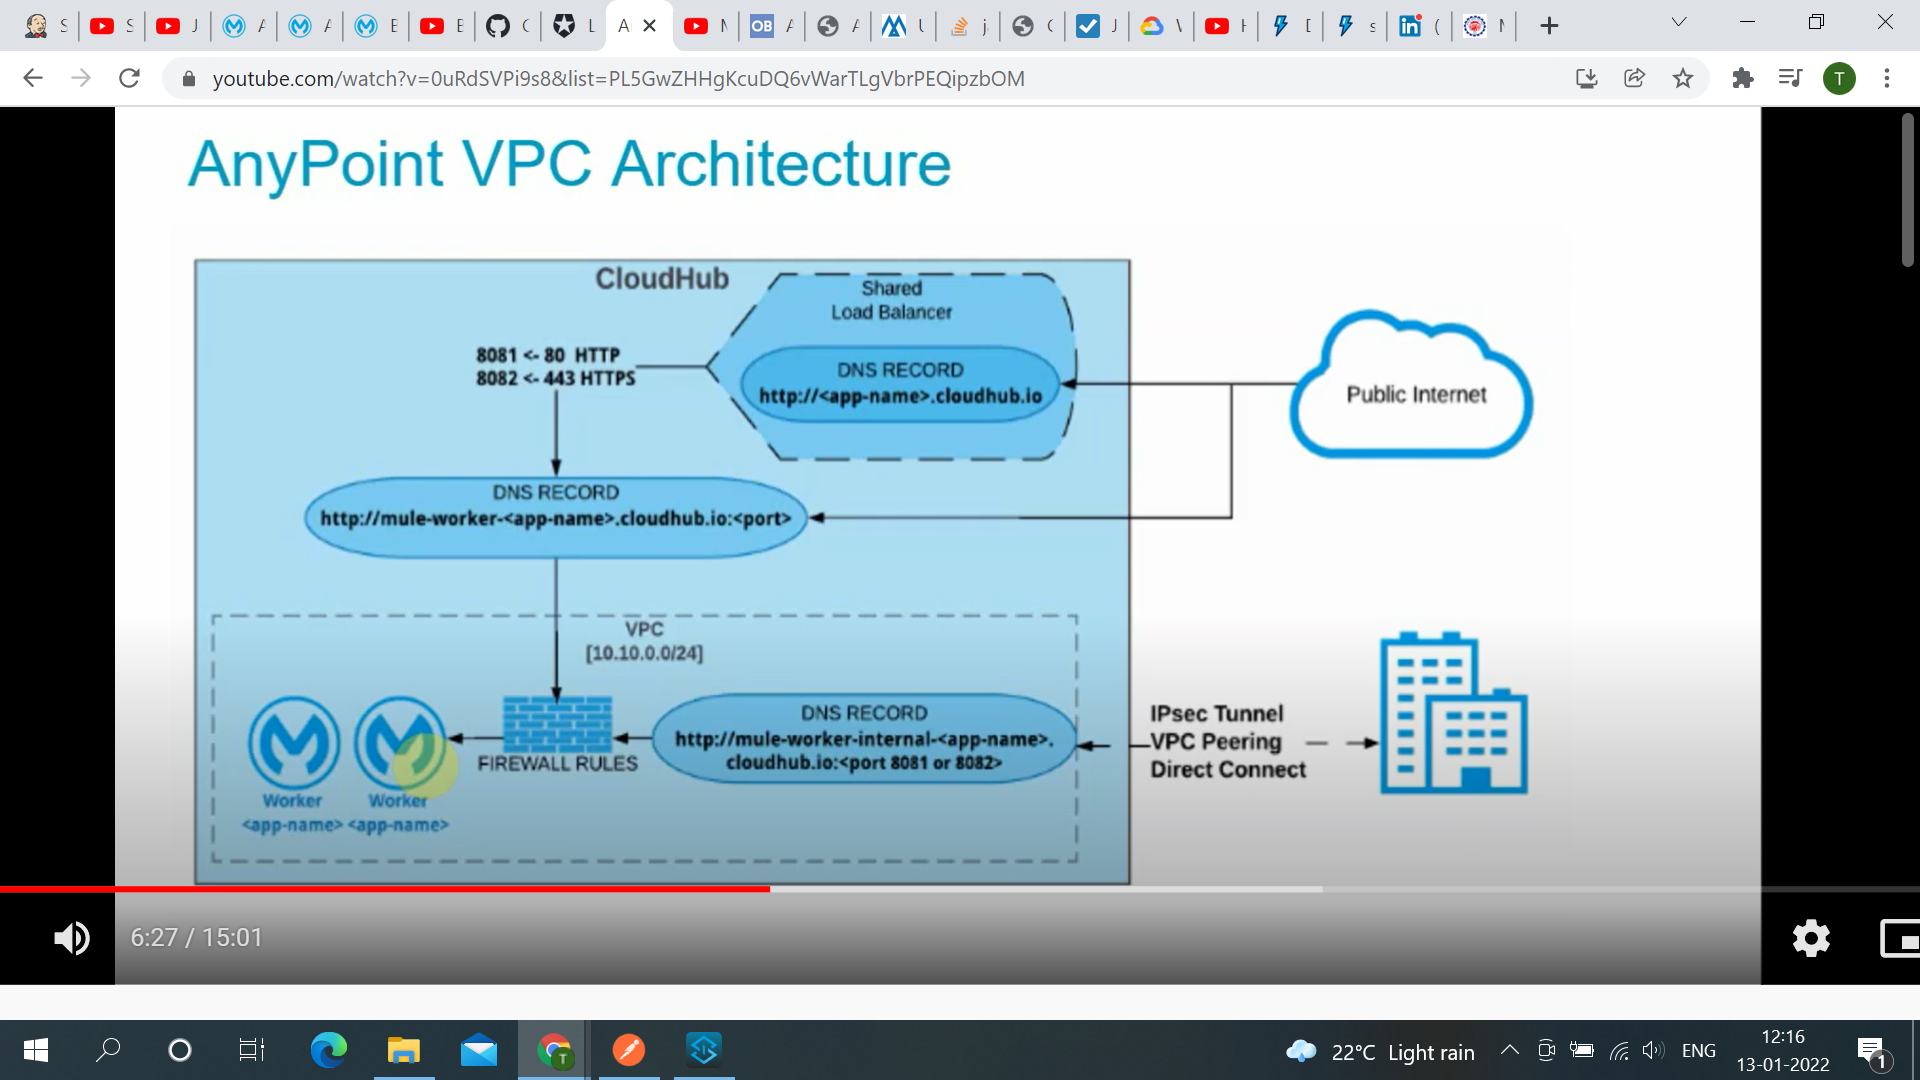 youtube.com/watch?v=0uRdSVPi9s8&list=PL5GwZHHgKcuDQ6vWarTLgVbrPEQipzbOM
T
AnyPoint VPC Architecture
CloudHub
Shared
Load Balancer
8081 <- 80 HTTP
8082 <- 443 HTTPS
DNS RECORD
http://<app-name>.cloudhub.io
Public Internet
DNS RECORD
http://mule-worker-<app-name>.cloudhub.io:<port>
VPC
[10.10.0.0/24]
DNS RECORD
http://mule-worker-internal-<app-name>.
cloudhub.io:<port 8081 or 8082>
FIREWALL RULES
Worker
<app-name>
Worker
<app-name>
IPsec Tunnel
VPC Peering
Direct Connect
6:27 / 15:01
22°C Light rain
ENG
12:16
13-01-2022
1